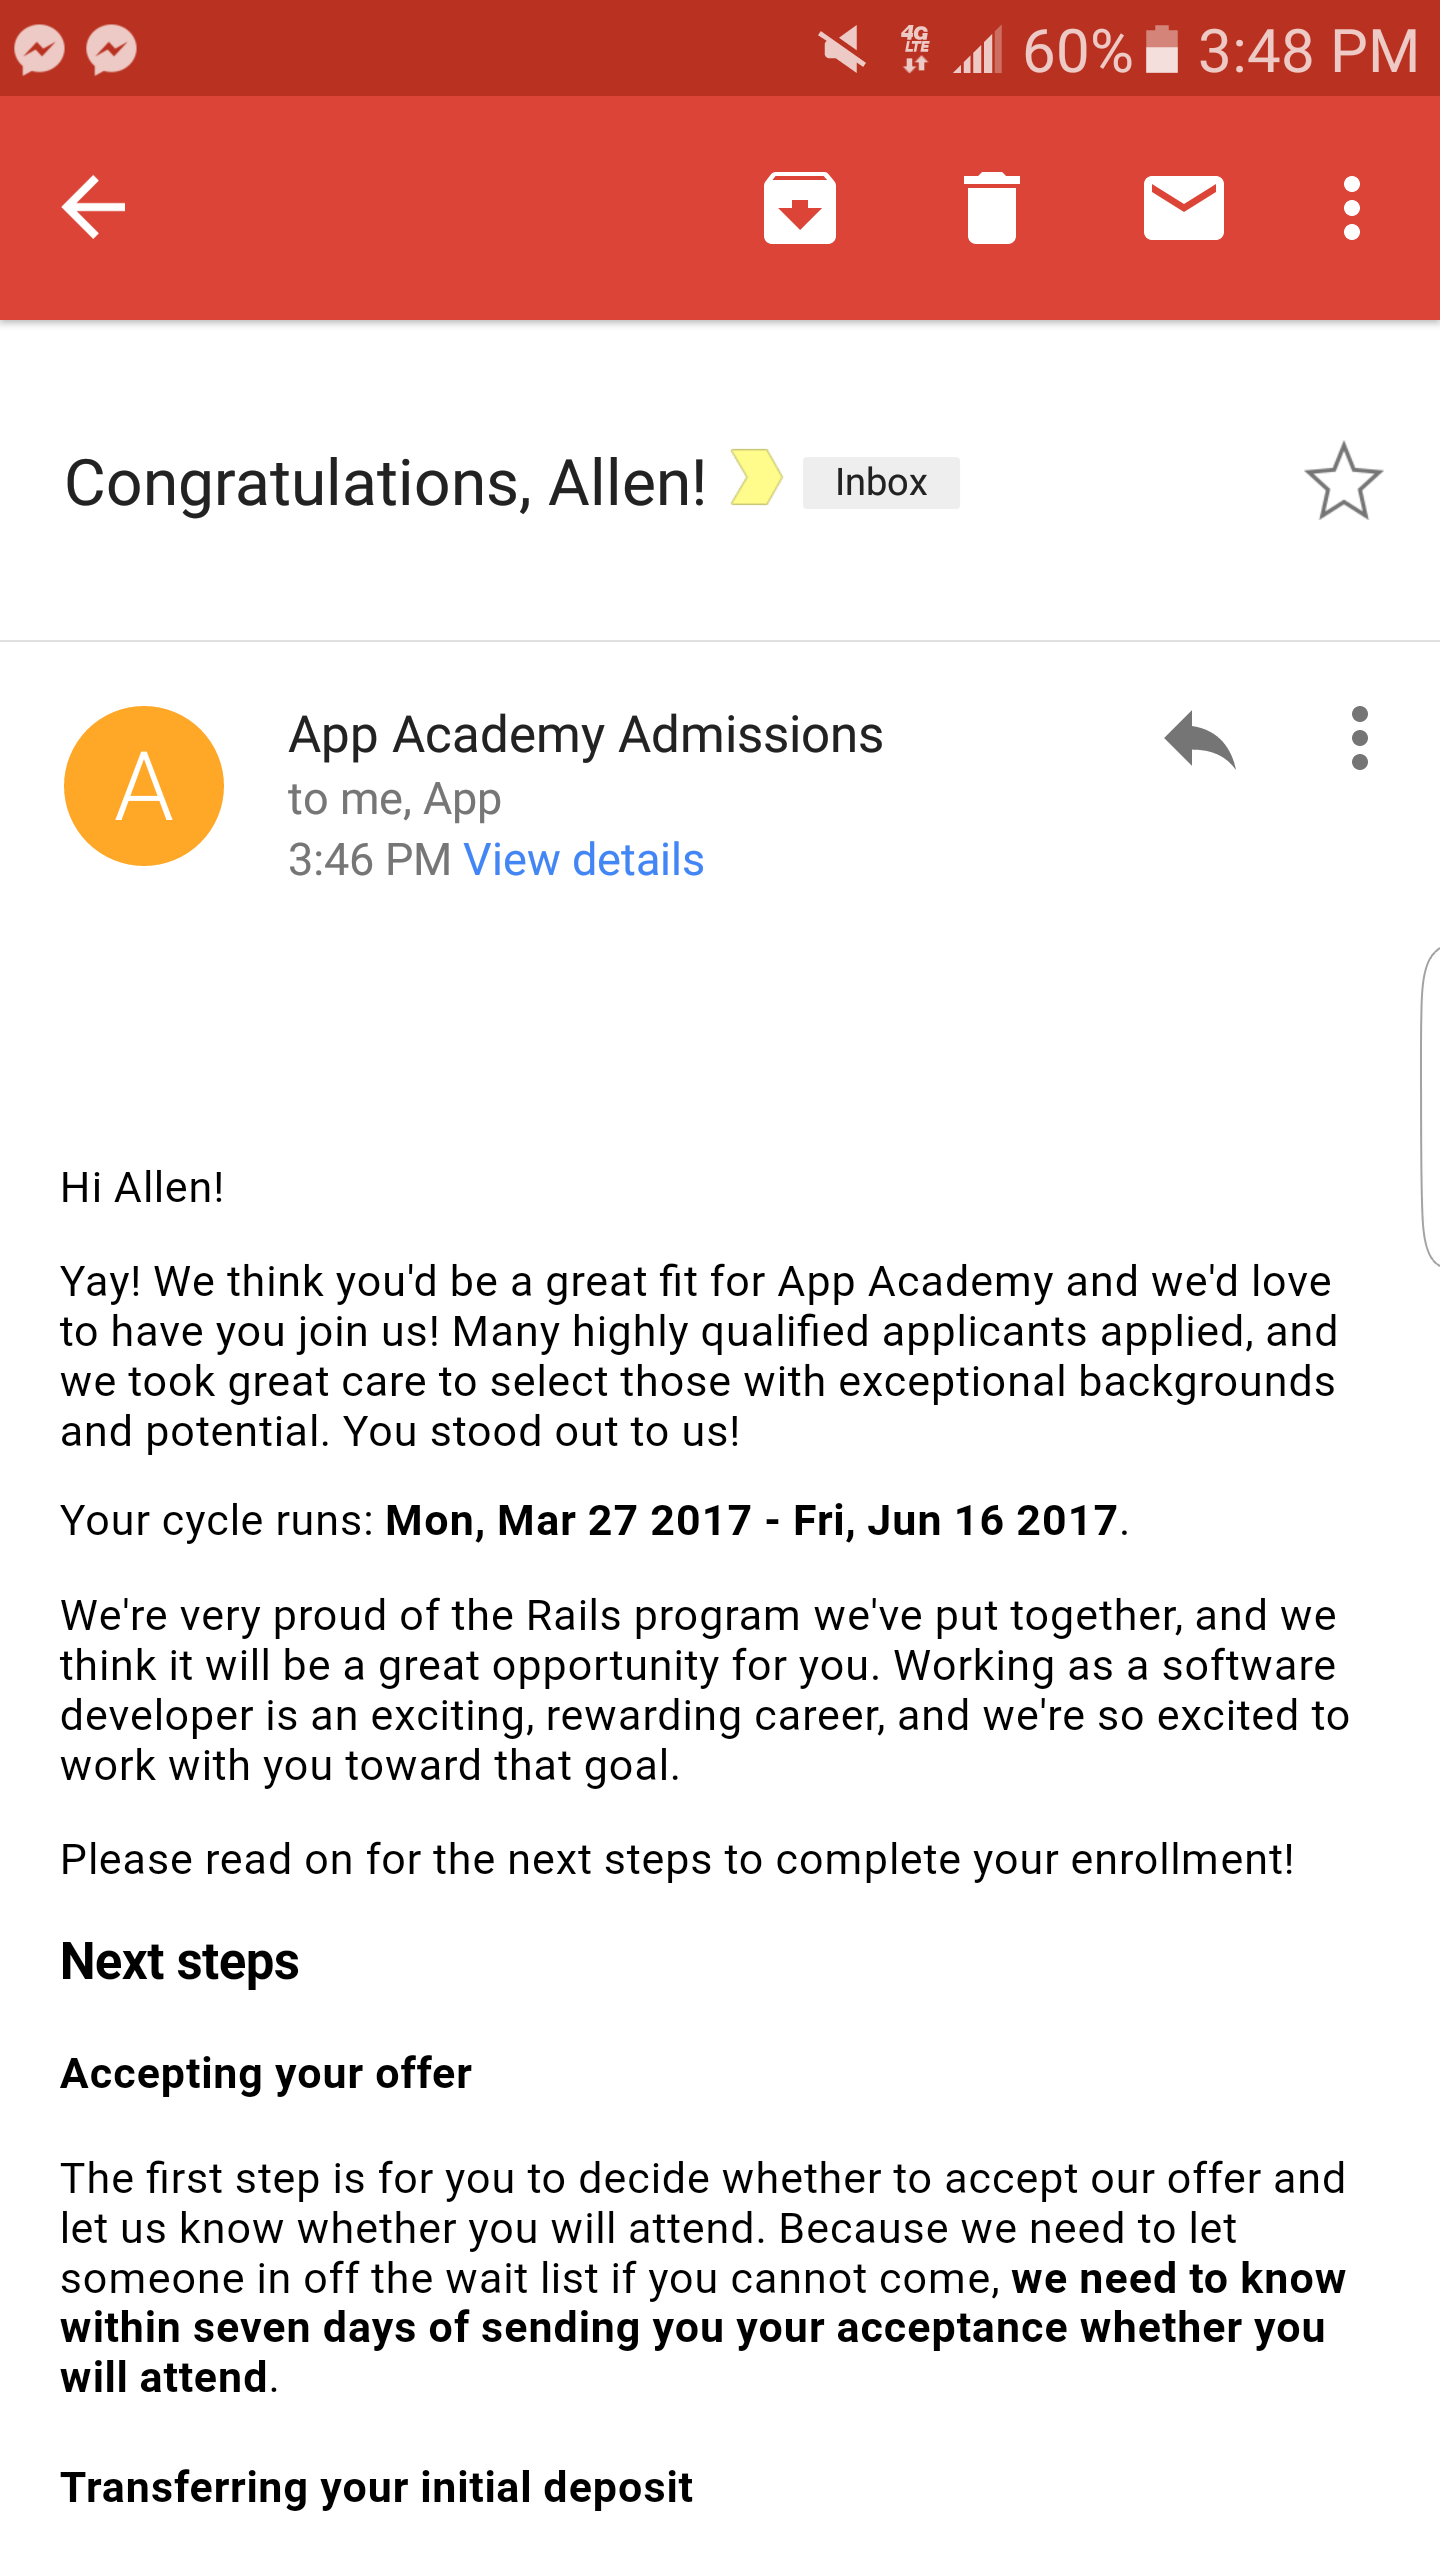 4G
LTE
60%
3:48 PM
Congratulations, Allen!
Inbox
A
App Academy Admissions
to me, App
3:46 PM View details
Hi Allen!
Yay! We think you'd be a great fit for App Academy and we'd love
to have you join us! Many highly qualified applicants applied, and
we took great care to select those with exceptional backgrounds
and potential. You stood out to us!
Your cycle runs: Mon, Mar 27 2017 - Fri, Jun 16 2017.
We're very proud of the Rails program we've put together, and we
think it will be a great opportunity for you. Working as a software
developer is an exciting, rewarding career, and we're so excited to
work with you toward that goal.
Please read on for the next steps to complete your enrollment!
Next steps
Accepting your offer
The first step is for you to decide whether to accept our offer and
let us know whether you will attend. Because we need to let
someone in off the wait list if you cannot come, we need to know
within seven days of sending you your acceptance whether you
will attend.
Transferring your initial deposit